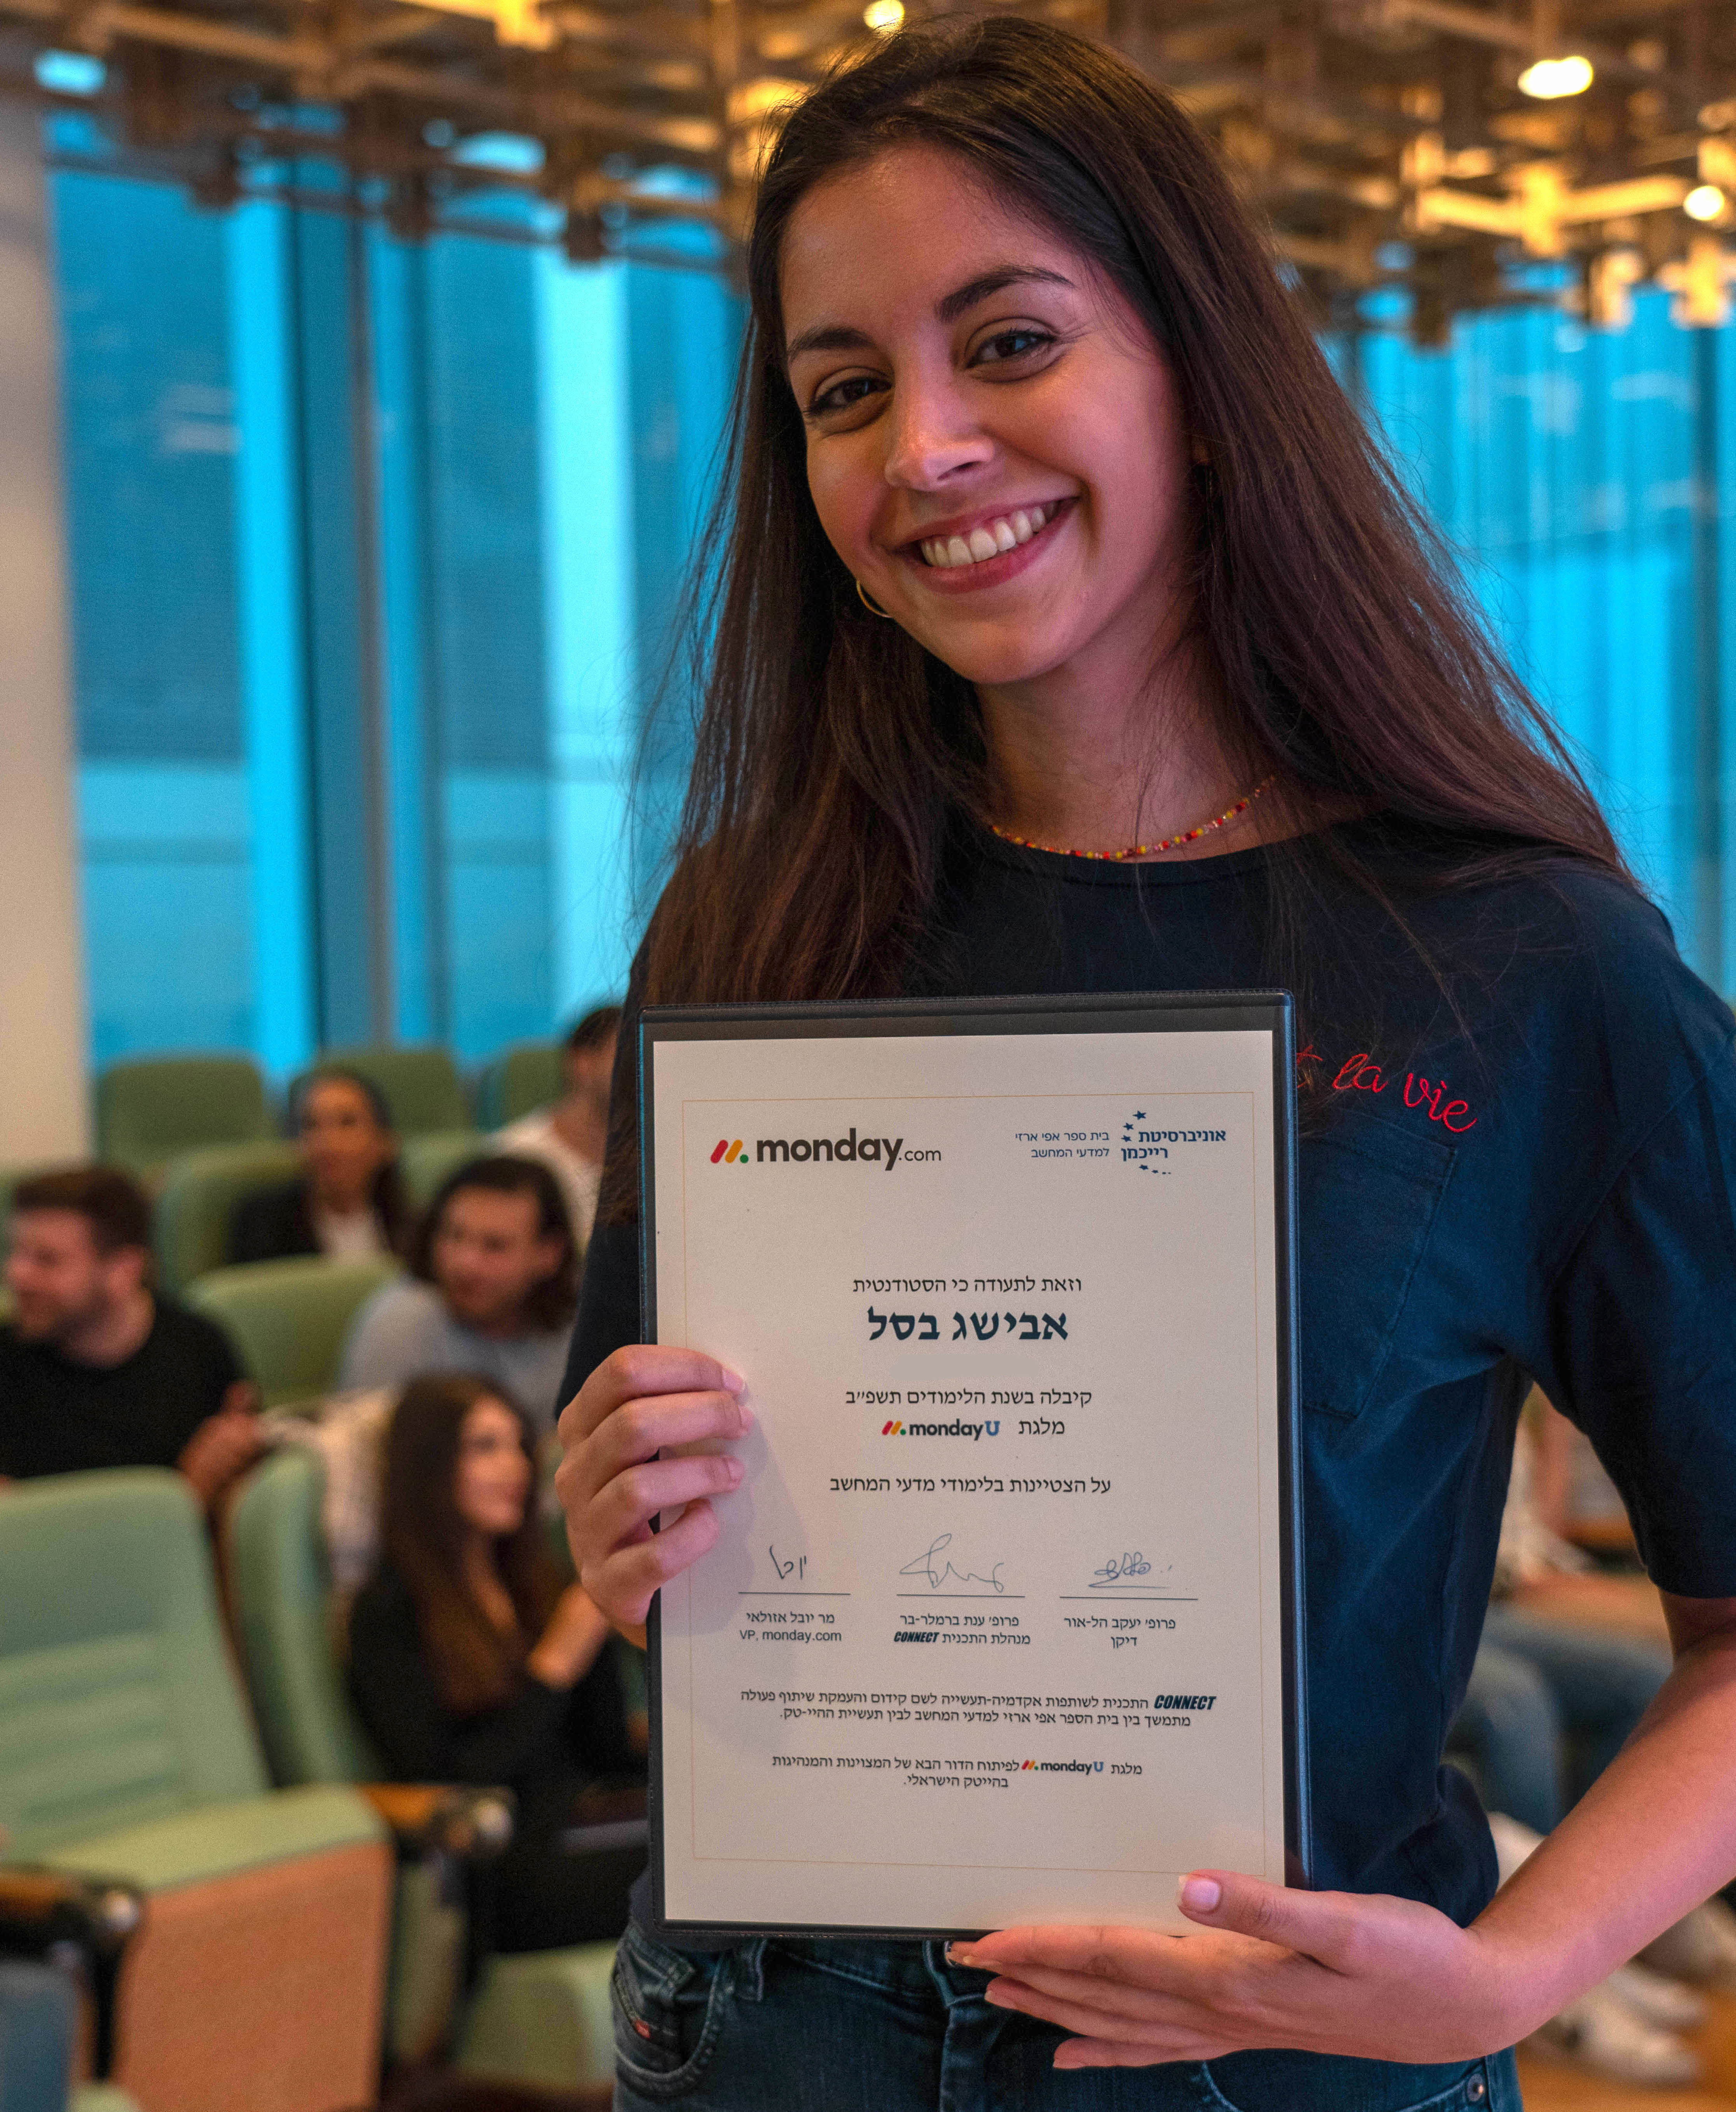 monday.com
אוניברסיטת
רייכמן
בית ספר אפי ארזי
למדעי המחשב
la vie
וזאת לתעודה כי הסטודנטית
אבישג בסל
קיבלה בשנת הלימודים תשפ״ב
מלגת mondayU
על הצטיינות בלימודי מדעי המחשב
פרופ׳ יעקב הל-אור
דיקן
פרופ׳ ענת ברמלר-בר
מנהלת התכנית CONNECT
מר יובל אזולאי
VP, monday.com
CONNECT התכנית לשותפות אקדמיה-תעשייה לשם קידום והעמקת שיתוף פעולה
מתמשך בין בית הספר אפי ארזי למדעי המחשב לבין תעשיית ההיי-טק.
מלגת mondayU לפיתוח הדור הבא של המצוינות והמנהיגות
בהייטק הישראלי.